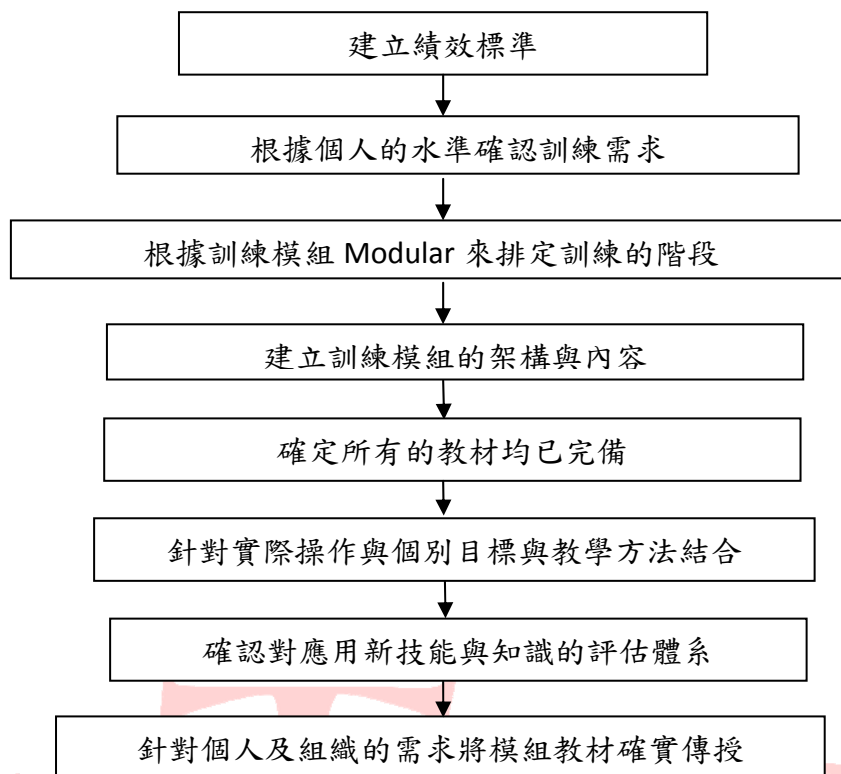 建立績效標準
根據個人的水準確認訓練需求
根據訓練模組 Modular 來排定訓練的階段
建立訓練模組的架構與內容
確定所有的教材均已完備
針對實際操作與個別目標與教學方法結合
確認對應用新技能與知識的評估體系
針對個人及組織的需求將模組教材確實傳授